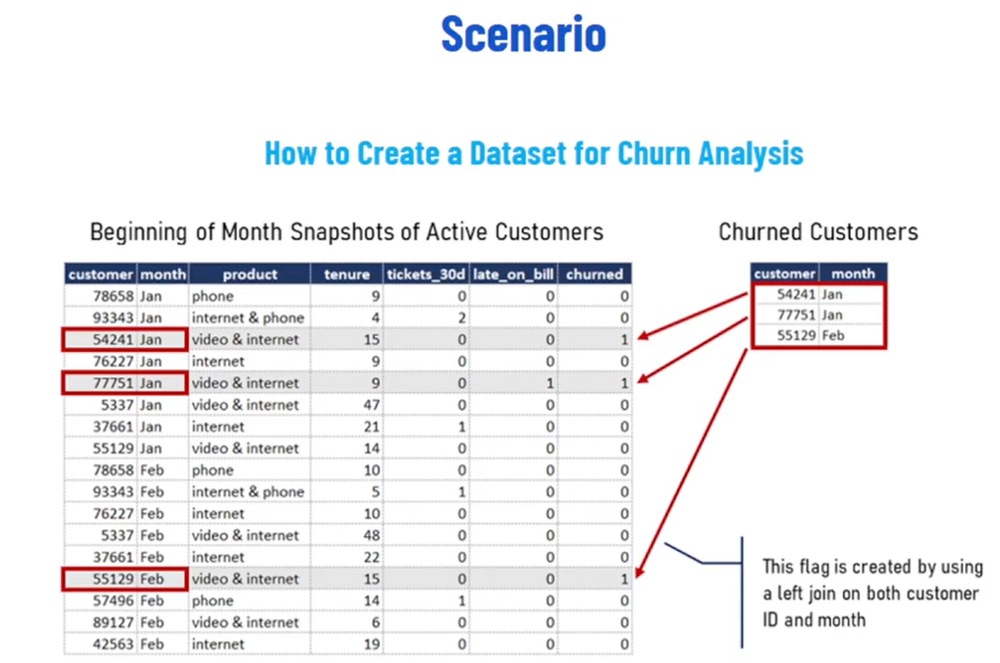 Scenario
How to Create a Dataset for Churn Analysis
Beginning of Month Snapshots of Active Customers
customer month product tenure tickets_30d late_on_bill churned
78658 Jan phone 9 0 0 0
93343 Jan internet & phone 4 2 0 0
54241 Jan video & internet 15 0 0 1
76227 Jan internet 9 0 0 0
77751 Jan video & internet 9 0 1 1
5337 Jan video & internet 47 0 0 0
37661 Jan internet 21 1 0 0
55129 Jan video & internet 14 0 0 0
78658 Feb phone 10 0 0 0
93343 Feb internet & phone 5 1 0 0
76227 Feb internet 10 0 0 0
5337 Feb video & internet 48 0 0 0
37661 Feb internet 22 0 0 0
55129 Feb video & internet 15 0 0 1
57496 Feb phone 14 1 0 0
89127 Feb video & internet 6 0 0 0
42563 Feb internet 19 0 0 0
Churned Customers
customer month
54241 Jan
77751 Jan
55129 Feb
This flag is created by using
a left join on both customer
ID and month